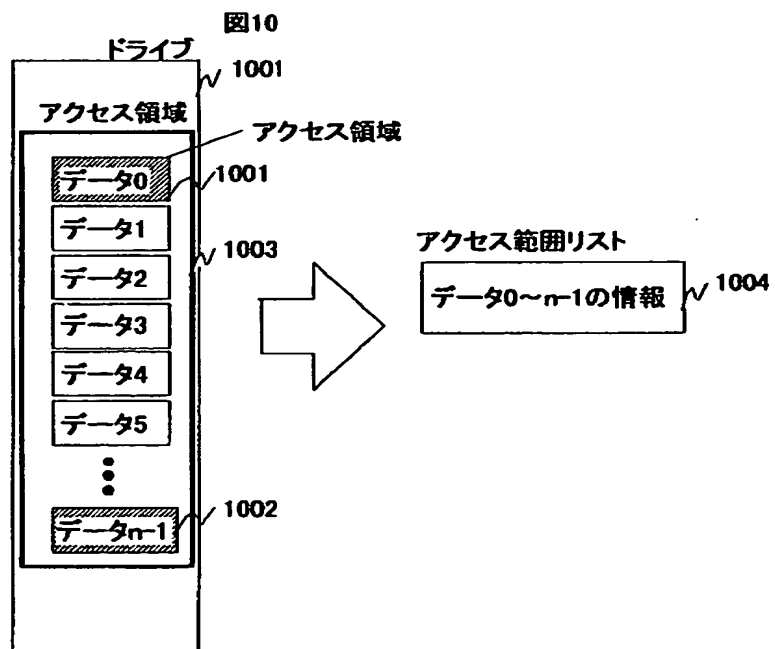 図10
ドライブ
1001
アクセス領域
アクセス領域
データ0
1001
データ1
データ2
1003
データ3
データ4
データ5
データn-1
1002
アクセス範囲リスト
データ0～n-1の情報
1004